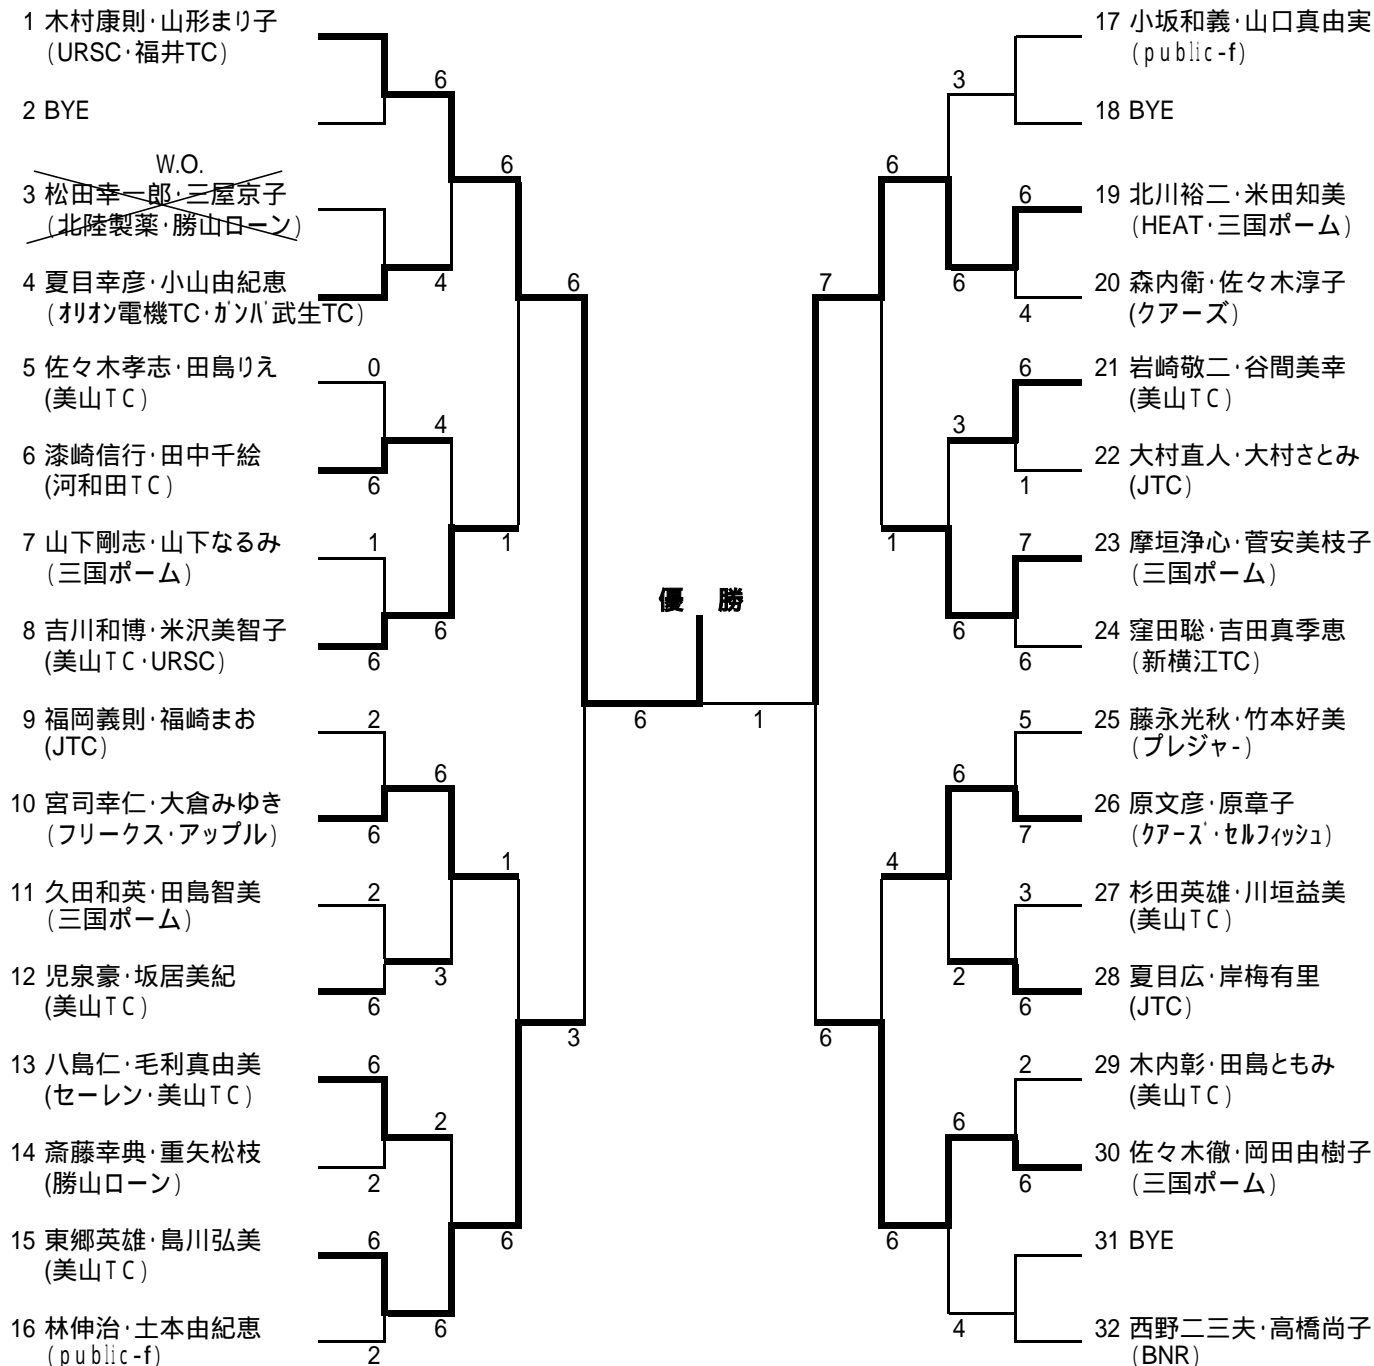 1 木村康則･山形まり子
(URSC･福井TC)
6
2 BYE
W.O.
6
3 松田幸一郎･三屋京子
(北陸製薬･勝山ローン)
4 夏目幸彦･小山由紀恵
4
6
(オリオン電機TC･ガンバ武生TC)
5 佐々木孝志･田島りえ
0
(美山TC)
4
6 漆崎信行･田中千絵
(河和田TC)
6
7 山下剛志･山下なるみ
1
1
(三国ポーム)
8 吉川和博･米沢美智子
6
(美山TC･URSC)
6
9 福岡義則･福崎まお
2
(JTC)
6
10 宮司幸仁･大倉みゆき
(フリークス･アップル)
6
1
11 久田和英･田島智美
2
(三国ポーム)
12 児泉豪･坂居美紀
3
(美山TC)
6
3
13 八島仁･毛利真由美
6
(セーレン･美山TC)
2
14 斎藤幸典･重矢松枝
(勝山ローン)
2
15 東郷英雄･島川弘美
6
6
(美山TC)
16 林伸治･土本由紀恵
6
(public-f)
2
優 勝
6
1
17 小坂和義･山口真由実
(public-f)
3
18 BYE
6
19 北川裕二･米田知美
6
(HEAT･三国ポーム)
7
6
20 森内衛･佐々木淳子
4
(クアーズ)
21 岩崎敬二･谷間美幸
6
(美山TC)
3
22 大村直人･大村さとみ
1
(JTC)
1
23 摩垣浄心･菅安美枝子
7
(三国ポーム)
6
24 窪田聡･吉田真季恵
6
(新横江TC)
25 藤永光秋･竹本好美
5
(プレジャ-)
6
26 原文彦･原章子
7
(クアーズ･セルフィッシュ)
4
27 杉田英雄･川垣益美
3
(美山TC)
2
28 夏目広･岸梅有里
6
(JTC)
6
29 木内彰･田島ともみ
2
(美山TC)
6
30 佐々木徹･岡田由樹子
6
(三国ポーム)
6
31 BYE
4
32 西野二三夫･高橋尚子
(BNR)